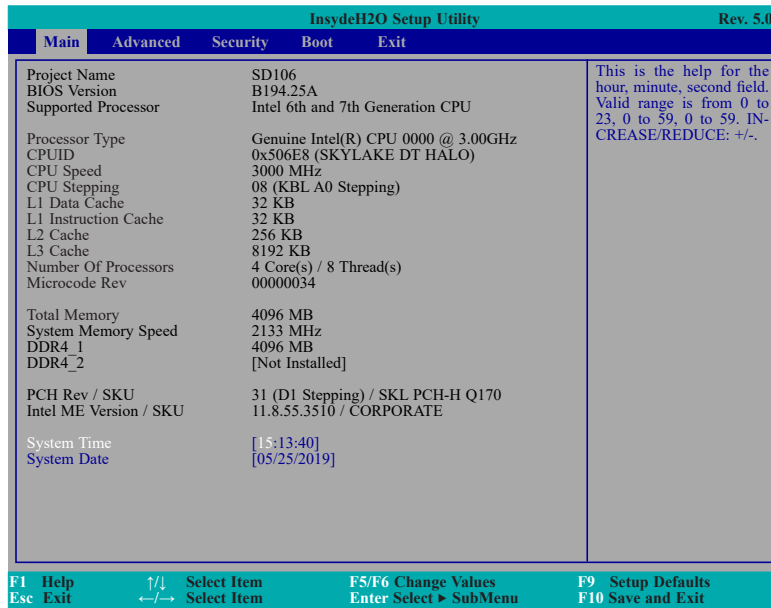 InsydeH2O Setup Utility Rev. 5.0
Main Advanced Security Boot Exit
Project Name SD106
BIOS Version B194.25A
Supported Processor Intel 6th and 7th Generation CPU
Processor Type Genuine Intel(R) CPU 0000 @ 3.00GHz
CPUID 0x506E8 (SKYLAKE DT HALO)
CPU Speed 3000 MHz
CPU Stepping 08 (KBL A0 Stepping)
L1 Data Cache 32 KB
L1 Instruction Cache 32 KB
L2 Cache 256 KB
L3 Cache 8192 KB
Number Of Processors 4 Core(s) / 8 Thread(s)
Microcode Rev 00000034
Total Memory 4096 MB
System Memory Speed 2133 MHz
DDR4_1 4096 MB
DDR4_2 [Not Installed]
PCH Rev / SKU 31 (D1 Stepping) / SKL PCH-H Q170
Intel ME Version / SKU 11.8.55.3510 / CORPORATE
System Time [15:13:40]
System Date [05/25/2019]
This is the help for the
hour, minute, second field.
Valid range is from 0 to
23, 0 to 59, 0 to 59. IN-
CREASE/REDUCE: +/-.
F1 Help ↑/↓ Select Item F5/F6 Change Values F9 Setup Defaults
Esc Exit ←/→ Select Item Enter Select ▶ SubMenu F10 Save and Exit